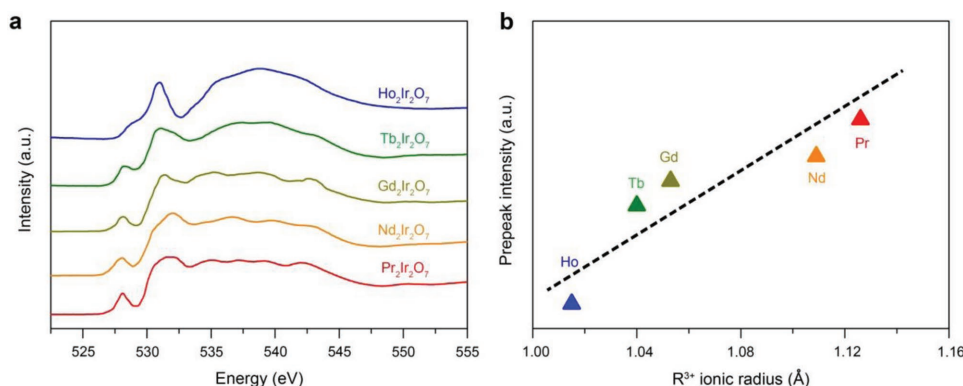 a
Intensity (a.u.)
Ho₂Ir₂O₇
Tb₂Ir₂O₇
Gd₂Ir₂O₇
Nd₂Ir₂O₇
Pr₂Ir₂O₇
525 530 535 540 545 550 555
Energy (eV)
b
Prepeak intensity (a.u.)
Pr
Gd
Nd
Tb
Ho
1.00 1.04 1.08 1.12 1.16
R³⁺ ionic radius (Å)